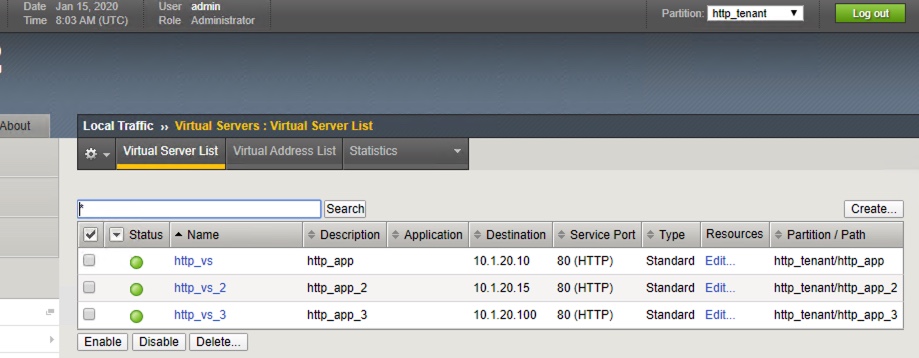 Date Jan 15, 2020 User admin Partition: http_tenant Log out
Time 8:03 AM (UTC) Role Administrator
About
Local Traffic ›› Virtual Servers : Virtual Server List
Virtual Server List Virtual Address List Statistics
* Search Create...
Status Name Description Application Destination Service Port Type Resources Partition / Path
http_vs http_app 10.1.20.10 80 (HTTP) Standard Edit... http_tenant/http_app
http_vs_2 http_app_2 10.1.20.15 80 (HTTP) Standard Edit... http_tenant/http_app_2
http_vs_3 http_app_3 10.1.20.100 80 (HTTP) Standard Edit... http_tenant/http_app_3
Enable Disable Delete...